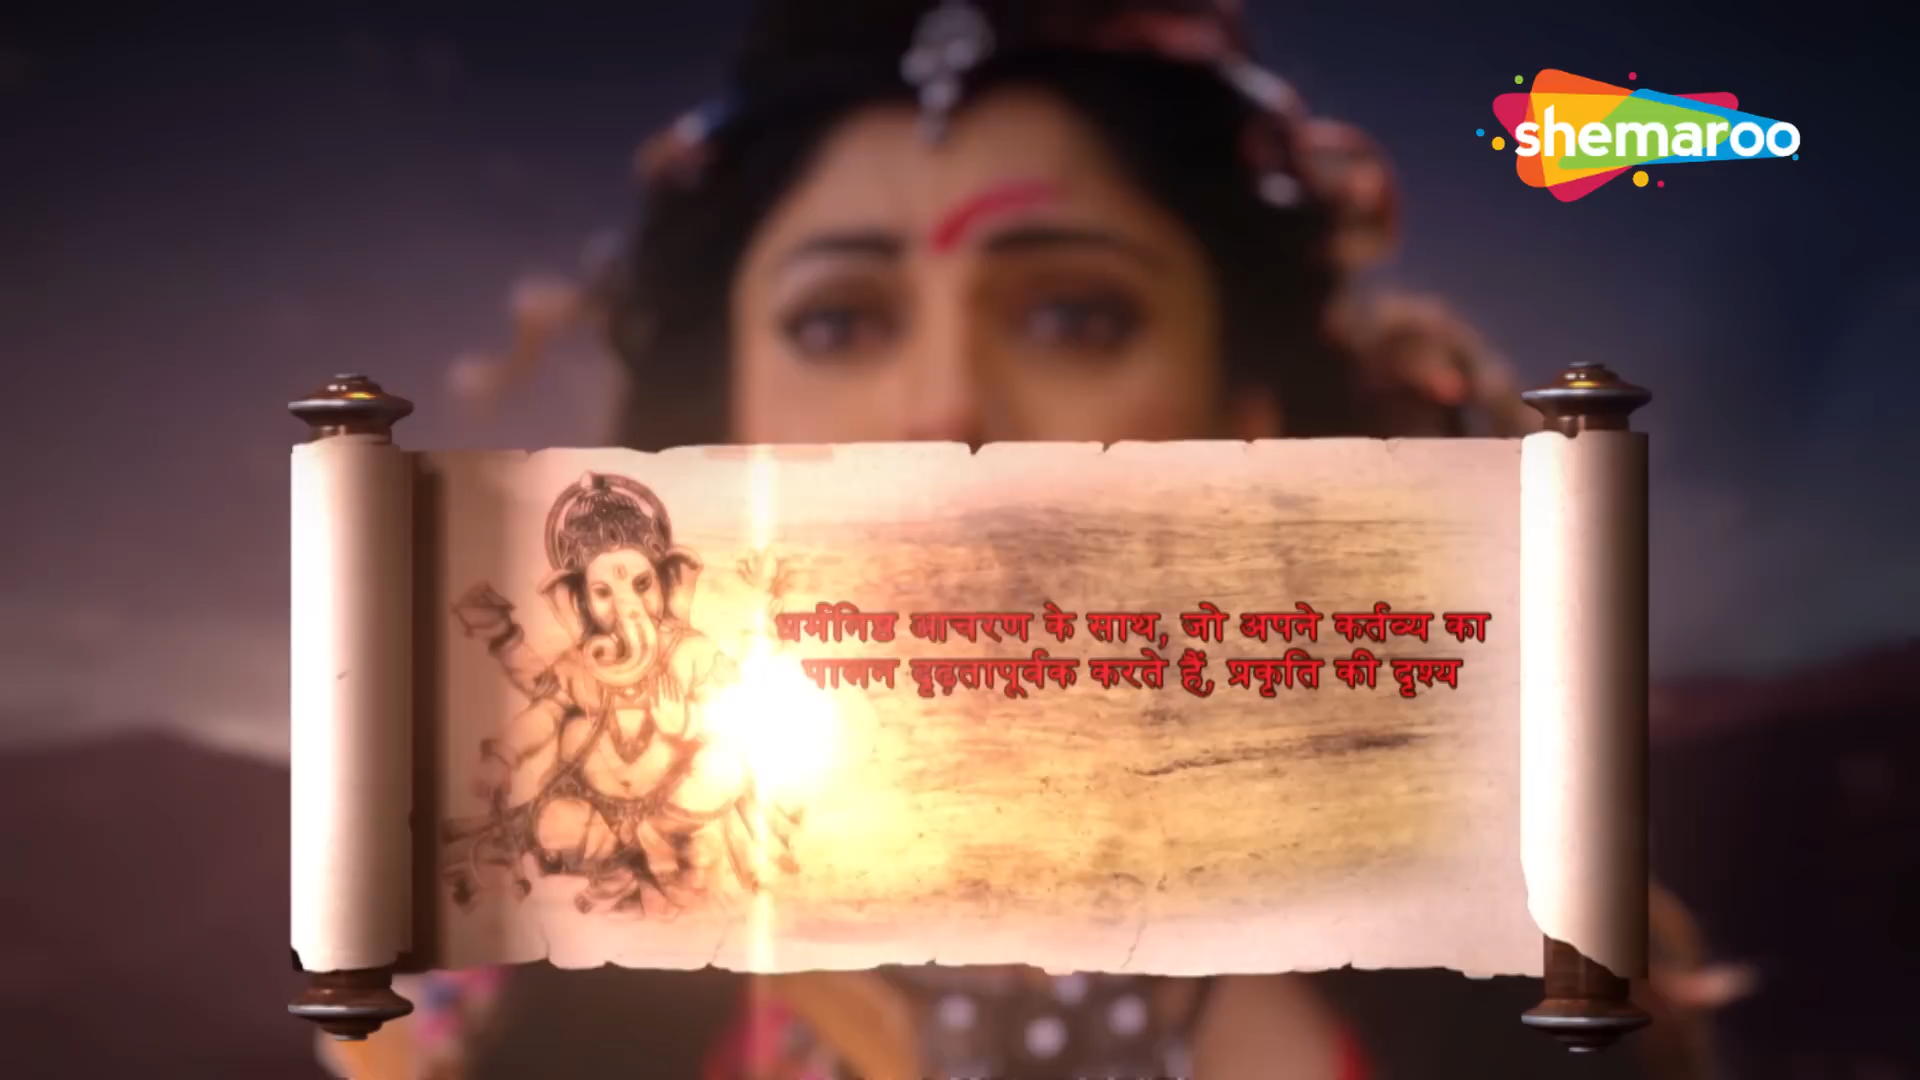 shemaroo
धर्मनिष्ठ आचरण के साथ, जो अपने कर्तव्य का
पालन दृढ़तापूर्वक करते हैं, प्रकृति की दृश्य